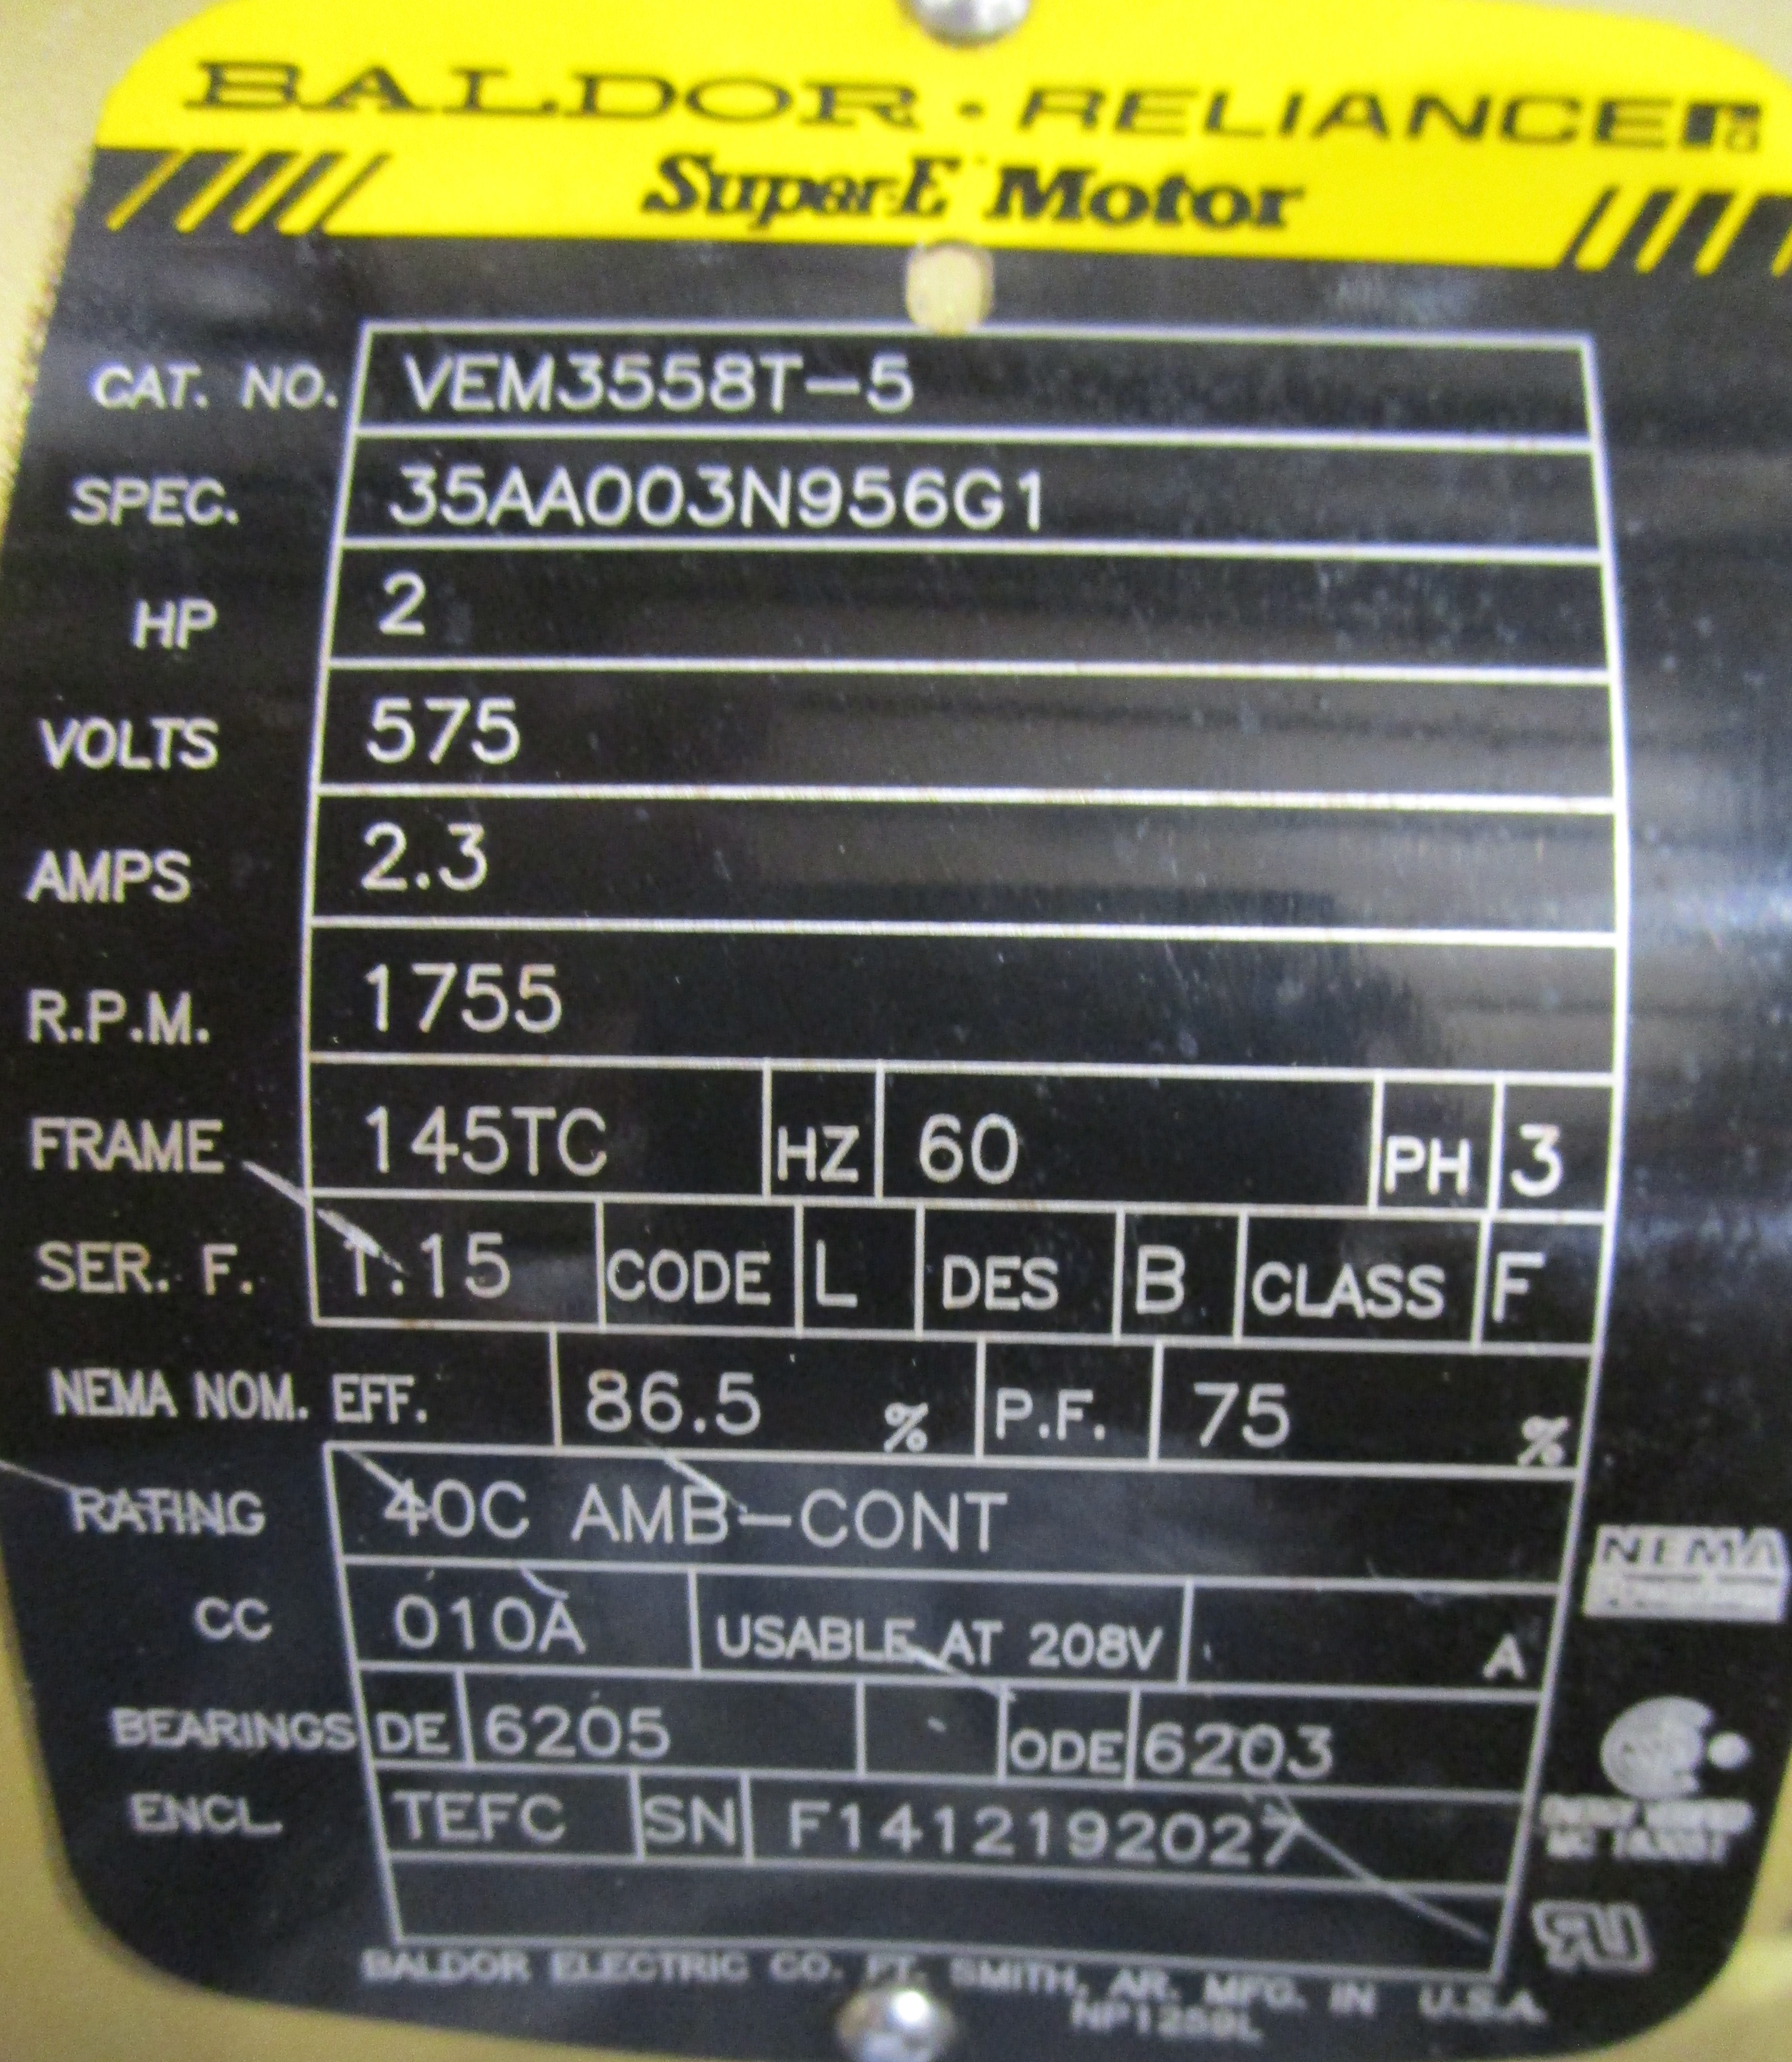 BALDOR · RELIANCE
Super-E Motor
CAT. NO. VEM3558T-5
SPEC. 35AA003N956G1
HP 2
VOLTS 575
AMPS 2.3
R.P.M. 1755
FRAME 145TC HZ 60 PH 3
SER. F. 1.15 CODE L DES B CLASS F
NEMA NOM. EFF. 86.5 % P.F. 75 %
RATING 40C AMB-CONT
NEMA
CC 010A USABLE AT 208V A
BEARINGS DE 6205 ODE 6203
ENCL. TEFC SN F1412192027
BALDOR ELECTRIC CO. FT. SMITH, AR. MFG. IN U.S.A.